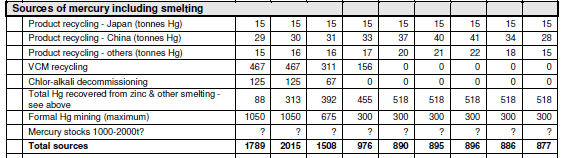 Sources of mercury including smelting
Product recycling - Japan (tonnes Hg) 15 15 15 15 15 15 15 15 15
Product recycling - China (tonnes Hg) 29 30 31 33 37 40 41 34 28
Product recycling - others (tonnes Hg) 15 16 16 17 20 21 22 18 15
VCM recycling 467 467 311 156 0 0 0 0 0
Chlor-alkali decommissioning 125 125 67 0 0 0 0 0 0
Total Hg recovered from zinc & other smelting -
see above 88 313 392 455 518 518 518 518 518
Formal Hg mining (maximum) 1050 1050 675 300 300 300 300 300 300
Mercury stocks 1000-2000t? ? ? ? ? ? ? ? ? ?
Total sources 1789 2015 1508 976 890 895 896 886 877